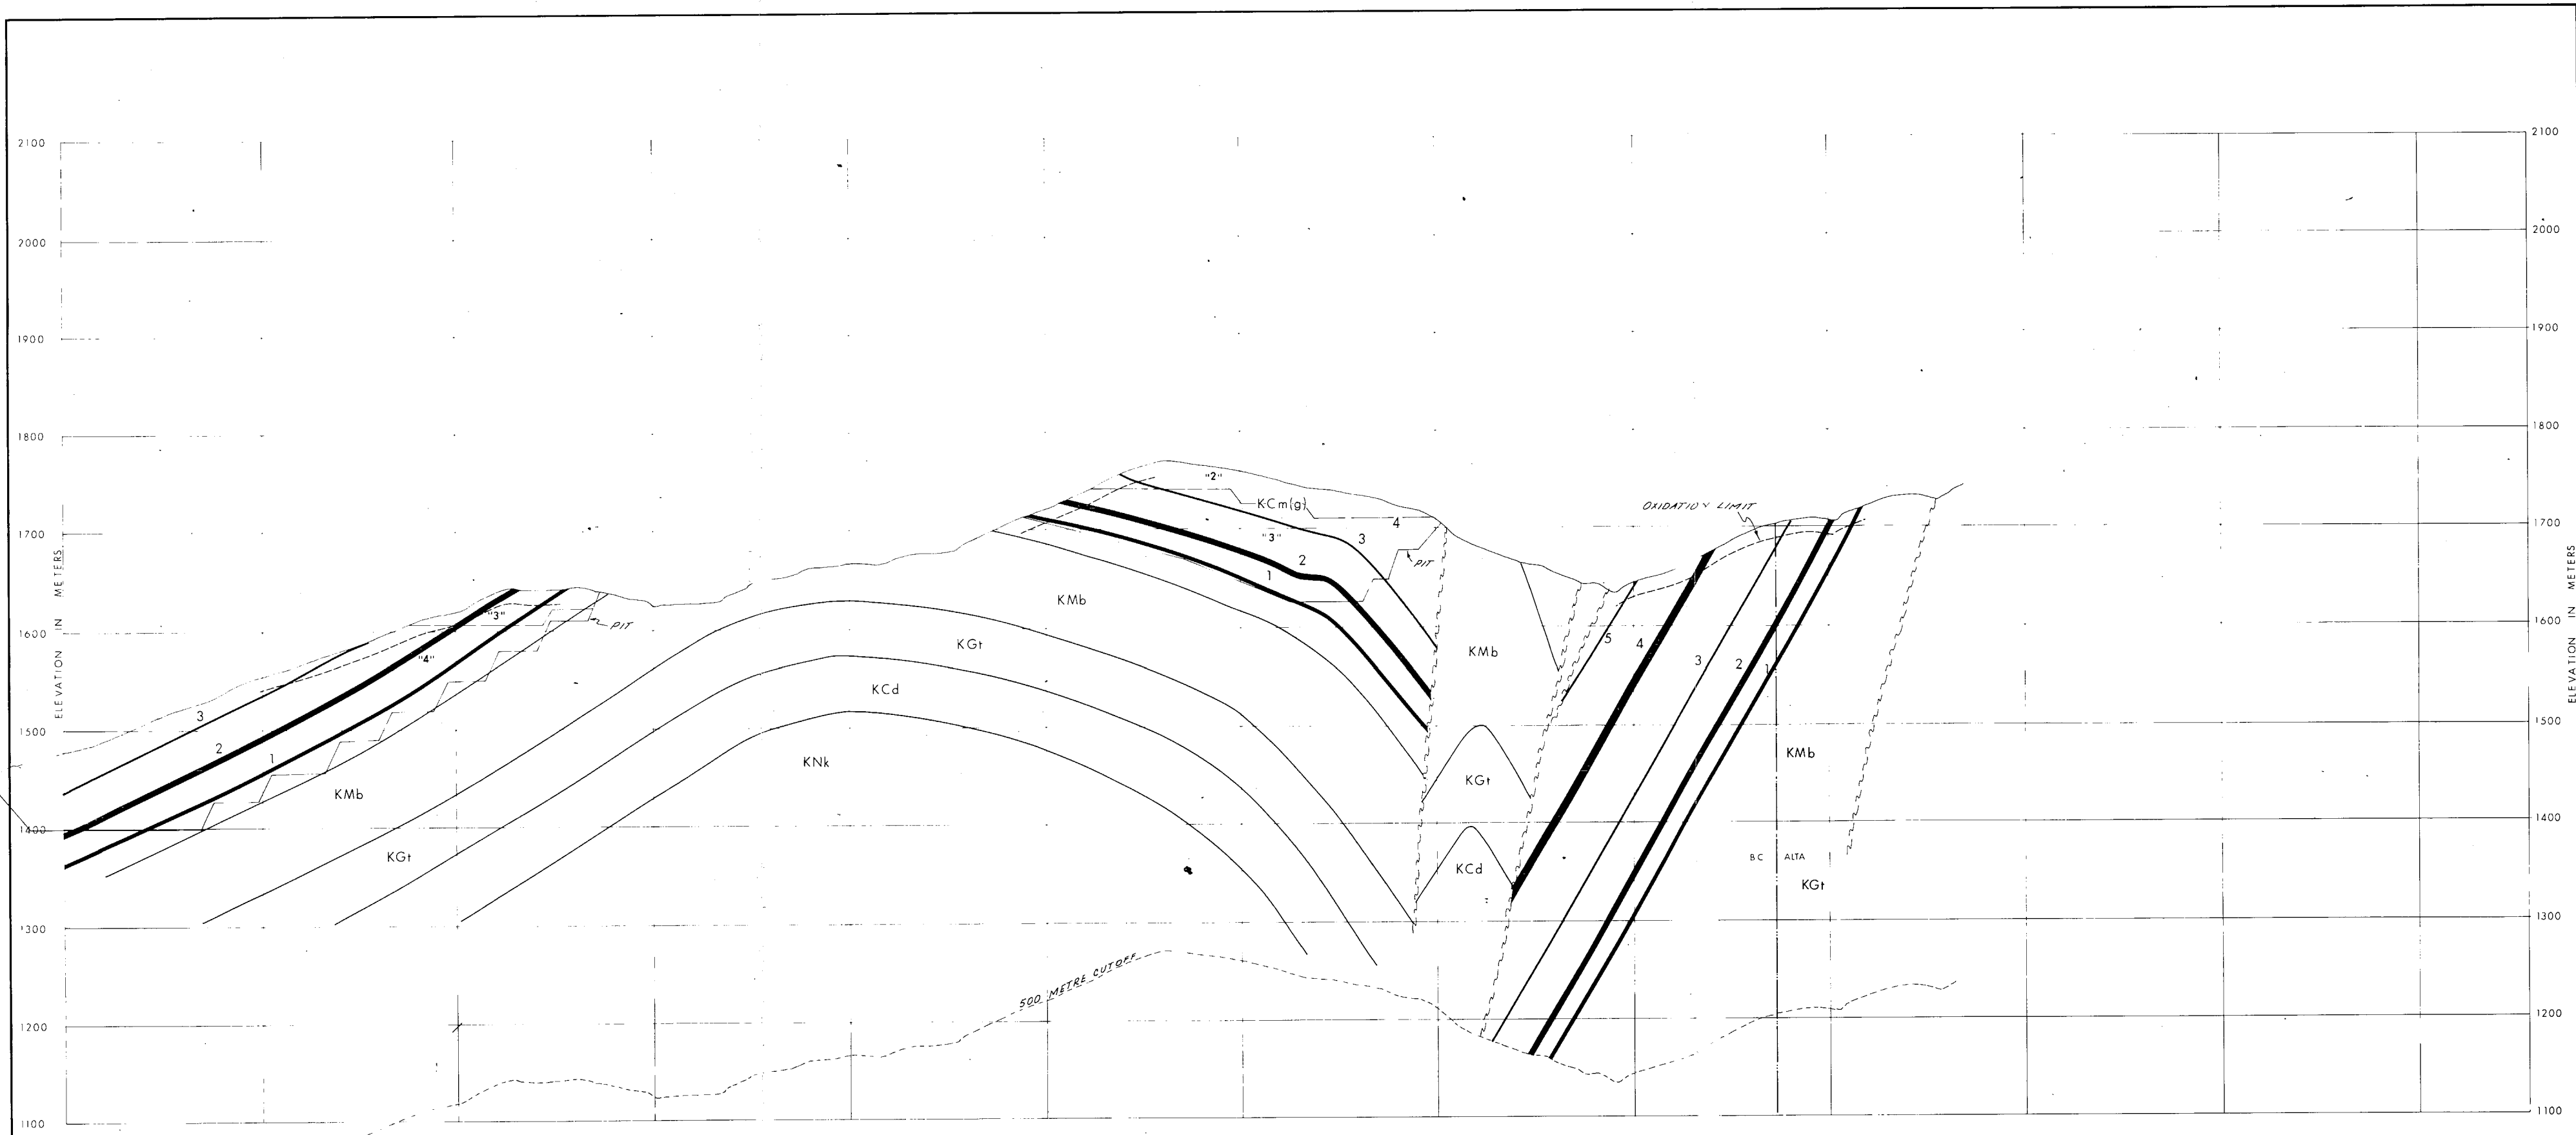 2100
2000
1900
1800
1700
1600
1500
1400
1300
1200
1100
ELEVATION IN METERS
"2"
KCm(g)
4
3
"3"
2
1
PIT
KMb
KGt
KCd
KNk
"3"
PIT
"4"
3
2
1
KMb
KGt
500 METRE CUTOFF
KMb
KGt
KCd
OXIDATION LIMIT
5
4
3
2
1
KMb
BC ALTA
KGt
2100
2000
1900
1800
1700
1600
1500
1400
1300
1200
1100
ELEVATION IN METERS